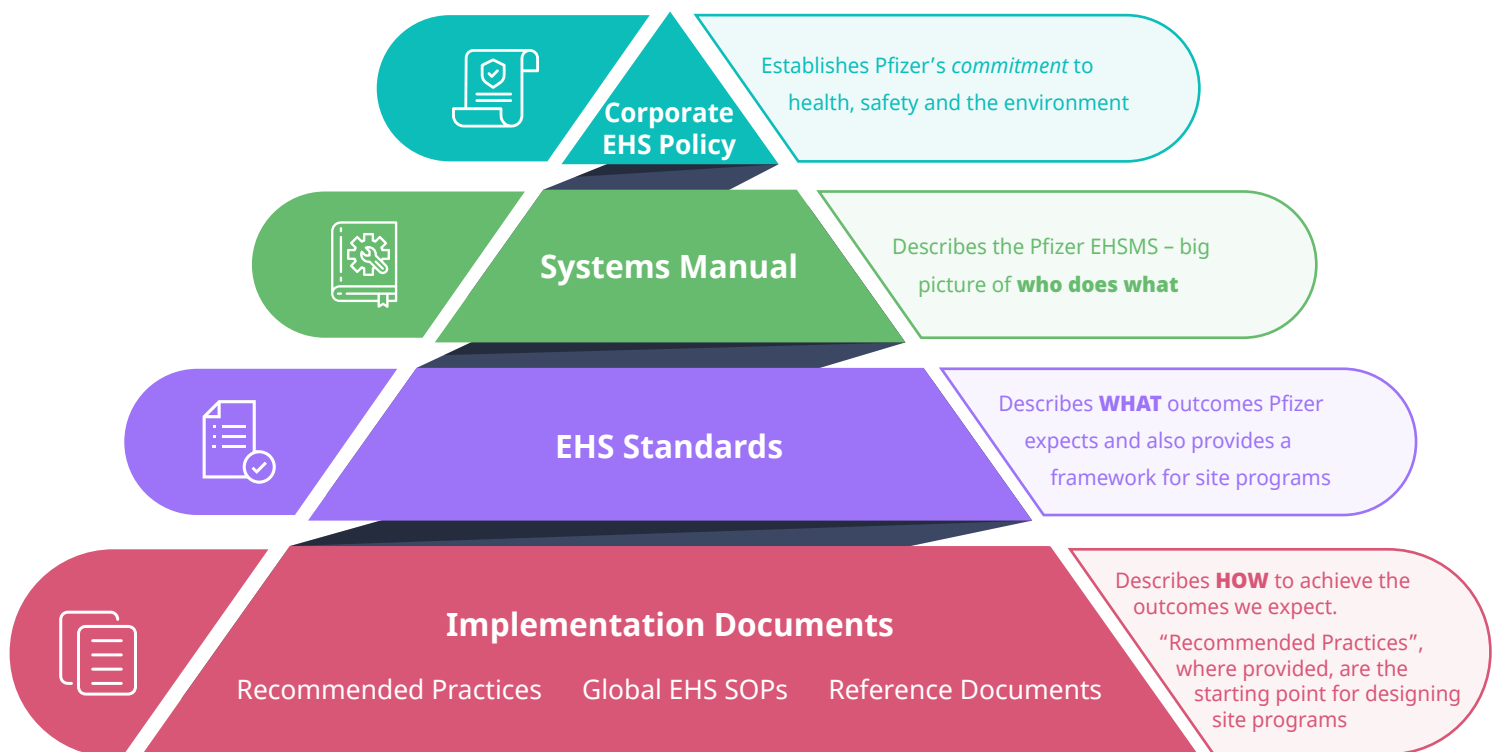 Corporate
EHS Policy
Establishes Pfizer’s commitment to
health, safety and the environment
Systems Manual
Describes the Pfizer EHSMS – big
picture of who does what
EHS Standards
Describes WHAT outcomes Pfizer
expects and also provides a
framework for site programs
Implementation Documents
Recommended Practices Global EHS SOPs Reference Documents
Describes HOW to achieve the
outcomes we expect.
“Recommended Practices”,
where provided, are the
starting point for designing
site programs